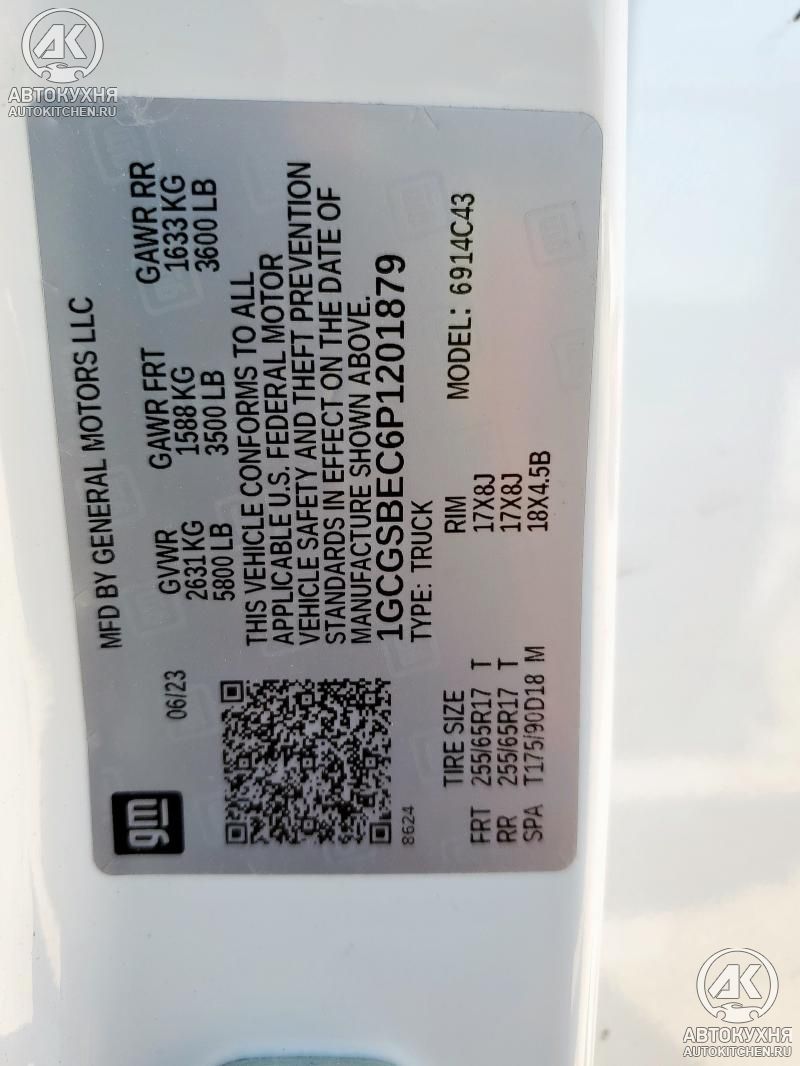 AK
АВТОКУХНЯ
AUTOKITCHEN.RU
gm
06/23
MFD BY GENERAL MOTORS LLC
GVWR GAWR FRT GAWR RR
2631 KG 1588 KG 1633 KG
5800 LB 3500 LB 3600 LB
THIS VEHICLE CONFORMS TO ALL
APPLICABLE U.S. FEDERAL MOTOR
VEHICLE SAFETY AND THEFT PREVENTION
STANDARDS IN EFFECT ON THE DATE OF
MANUFACTURE SHOWN ABOVE.
1GCGSBEC6P1201879
TYPE: TRUCK
8624
MODEL: 6914C43
TIRE SIZE RIM
FRT 255/65R17 T 17X8J
RR 255/65R17 T 17X8J
SPA T175/90D18 M 18X4.5B
AK
АВТОКУХНЯ
AUTOKITCHEN.RU